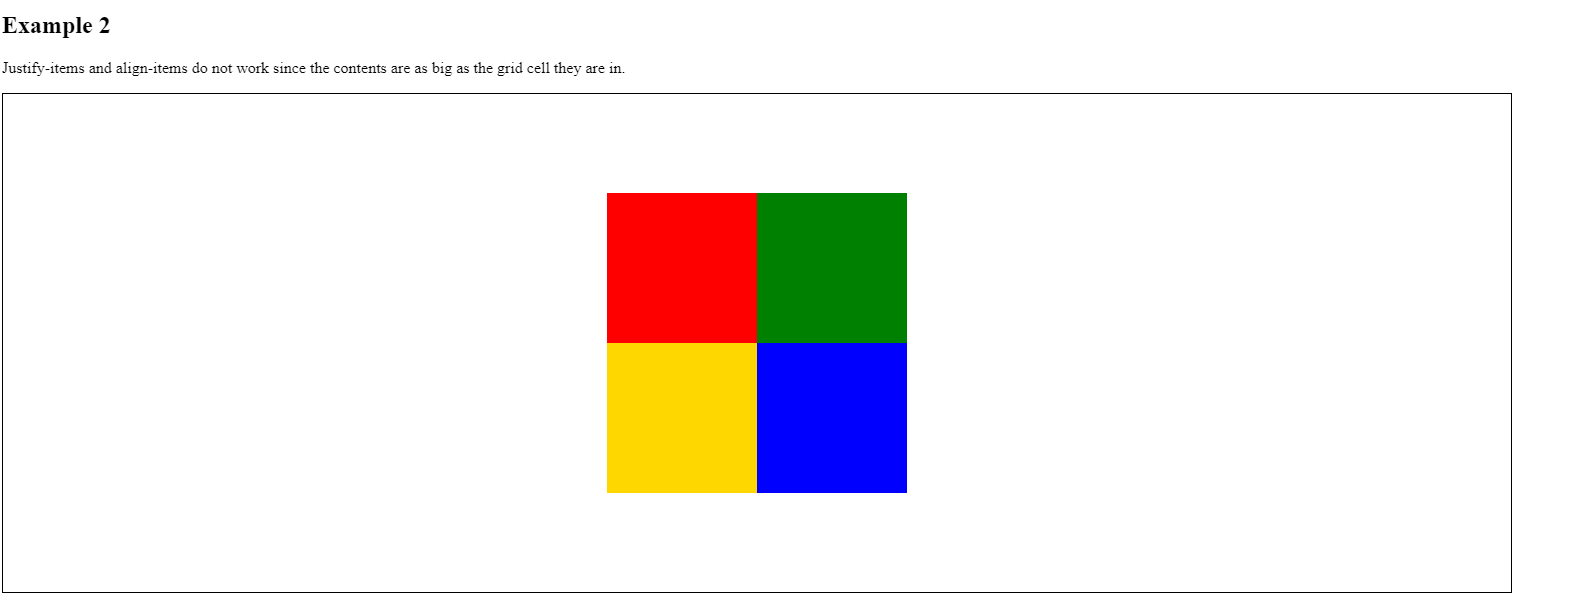 Example 2
Justify-items and align-items do not work since the contents are as big as the grid cell they are in.